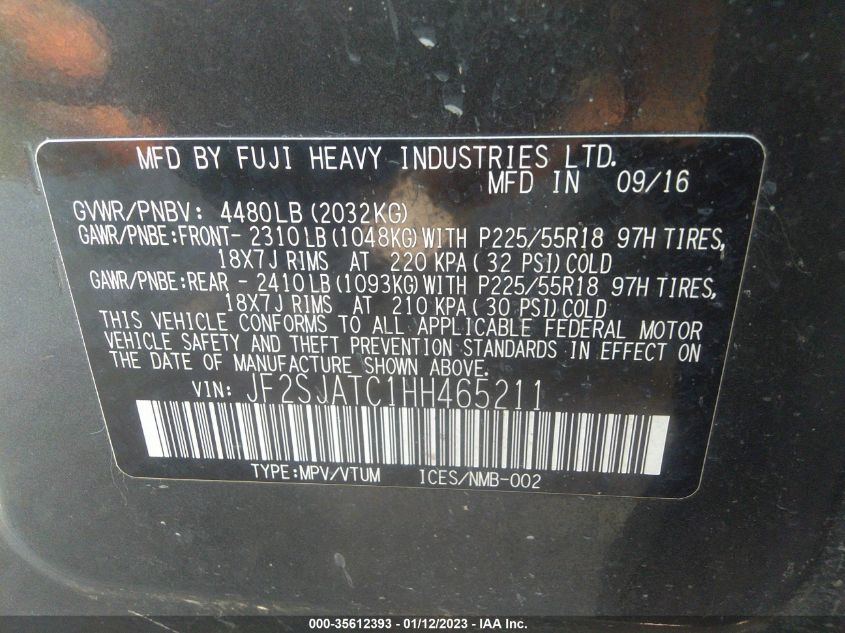 MFD BY FUJI HEAVY INDUSTRIES LTD.
MFD IN 09/16
GVWR/PNBV: 4480LB (2032KG)
GAWR/PNBE:FRONT- 2310 LB (1048KG) WITH P225/55R18 97H TIRES,
18X7J RIMS AT 220 KPA ( 32 PSI) COLD
GAWR/PNBE:REAR - 2410 LB (1093KG) WITH P225/55R18 97H TIRES,
18X7J RIMS AT 210 KPA ( 30 PSI) COLD
THIS VEHICLE CONFORMS TO ALL APPLICABLE FEDERAL MOTOR
VEHICLE SAFETY AND THEFT PREVENTION STANDARDS IN EFFECT ON
THE DATE OF MANUFACTURE SHOWN ABOVE.
VIN: JF2SJATC1HH465211
TYPE:MPV/VTUM ICES/NMB-002
000-35612393 - 01/12/2023 - IAA Inc.